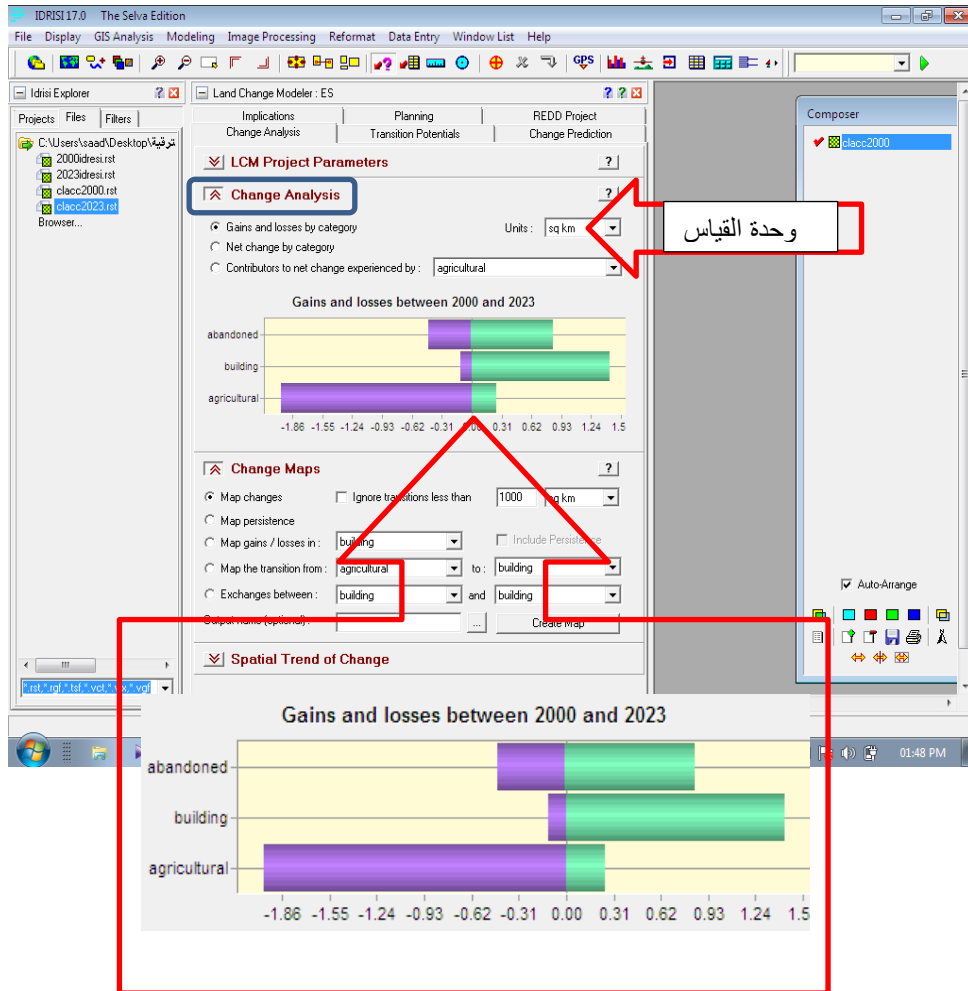 IDRISI 17.0 The Selva Edition
File Display GIS Analysis Modeling Image Processing Reformat Data Entry Window List Help
GPS
Idrisi Explorer
Projects Files Filters
C:\Users\saad\Desktop\ترقية
2000idresi.rst
2023idresi.rst
clacc2000.rst
clacc2023.rst
Browser...
Land Change Modeler : ES
Implications Planning REDD Project
Change Analysis Transition Potentials Change Prediction
LCM Project Parameters ?
Change Analysis ?
Gains and losses by category Units : sq km
Net change by category
Contributors to net change experienced by : agricultural
وحدة القياس
Gains and losses between 2000 and 2023
abandoned
building
agricultural
-1.86 -1.55 -1.24 -0.93 -0.62 -0.31 0.00 0.31 0.62 0.93 1.24 1.5
Change Maps ?
Map changes Ignore transitions less than 1000 sq km
Map persistence
Map gains / losses in : building Include Persistence
Map the transition from : agricultural to : building
Exchanges between : building and building
Output name (optional) : ... Create Map
Spatial Trend of Change
Composer
clacc2000
Auto-Arrange
01:48 PM
Gains and losses between 2000 and 2023
abandoned
building
agricultural
-1.86 -1.55 -1.24 -0.93 -0.62 -0.31 0.00 0.31 0.62 0.93 1.24 1.5